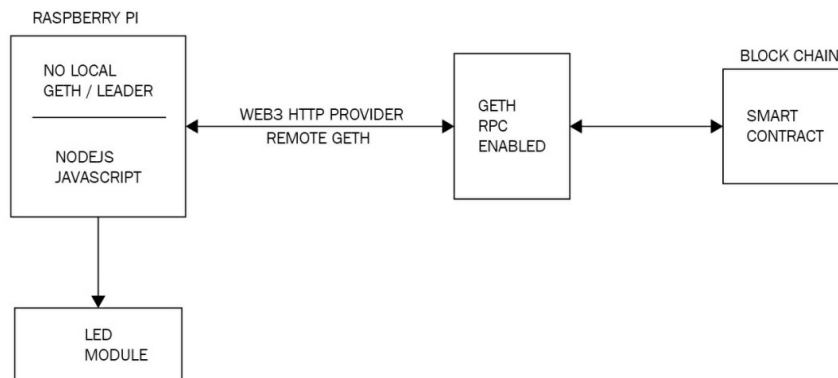 RASPBERRY PI
NO LOCAL
GETH / LEADER
NODEJS
JAVASCRIPT
WEB3 HTTP PROVIDER
REMOTE GETH
GETH
RPC
ENABLED
BLOCK CHAIN
SMART
CONTRACT
LED
MODULE